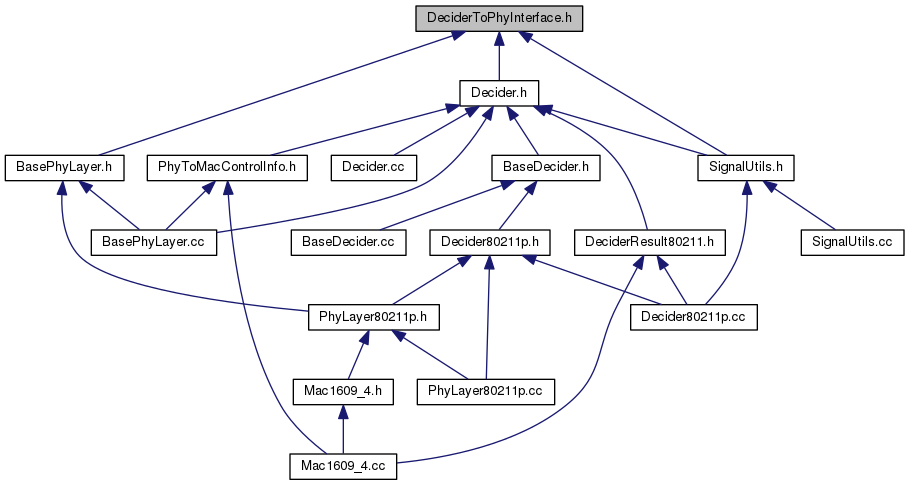 DeciderToPhyInterface.h
Decider.h
BasePhyLayer.h
PhyToMacControlInfo.h
Decider.cc
BaseDecider.h
SignalUtils.h
BasePhyLayer.cc
BaseDecider.cc
Decider80211p.h
DeciderResult80211.h
SignalUtils.cc
PhyLayer80211p.h
Decider80211p.cc
Mac1609_4.h
PhyLayer80211p.cc
Mac1609_4.cc